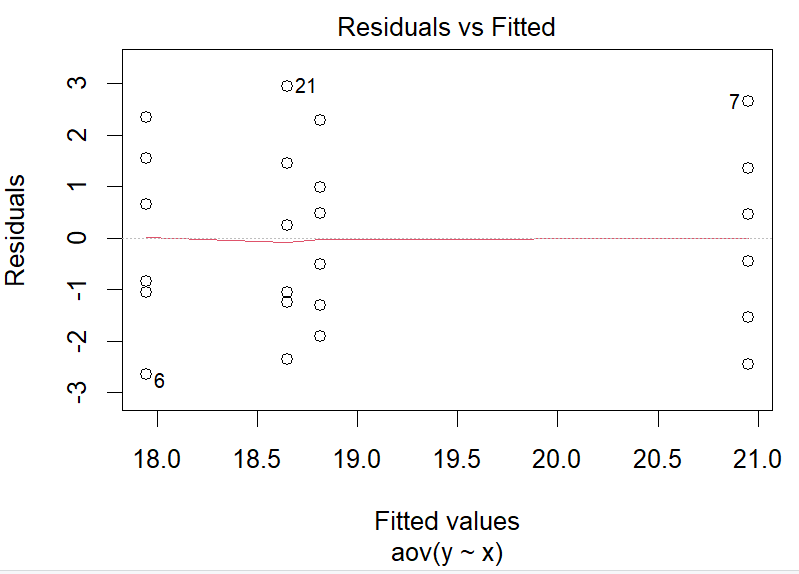 Residuals vs Fitted
Residuals
3
2
1
0
-1
-2
-3
21
7
6
18.0 18.5 19.0 19.5 20.0 20.5 21.0
Fitted values
aov(y ~ x)